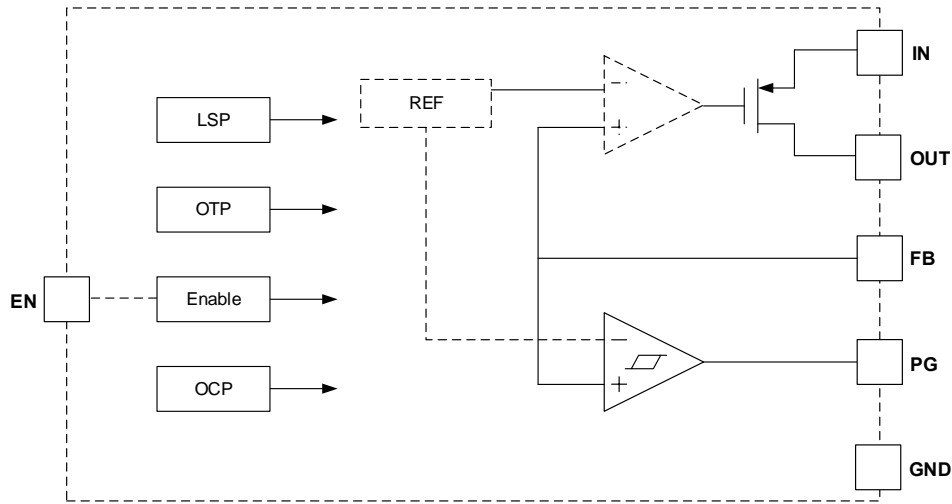 IN
REF
LSP
OUT
OTP
FB
EN
Enable
PG
OCP
GND